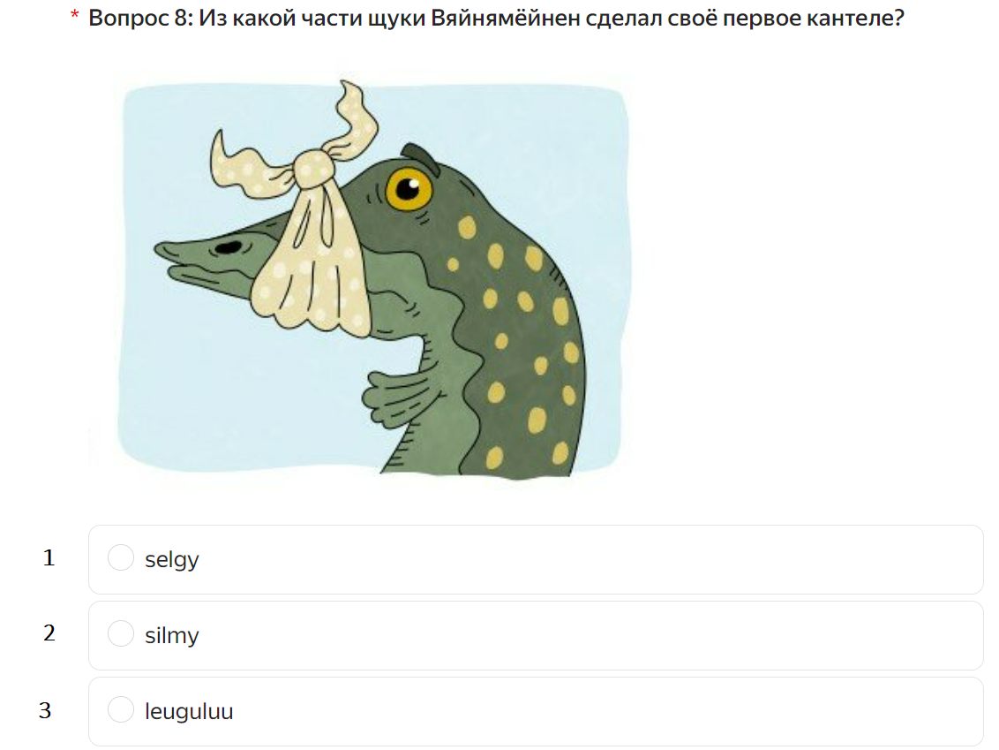 * Вопрос 8: Из какой части щуки Вяйнямёйнен сделал своё первое кантеле?
1 selgy
2 silmy
3 leuguluu